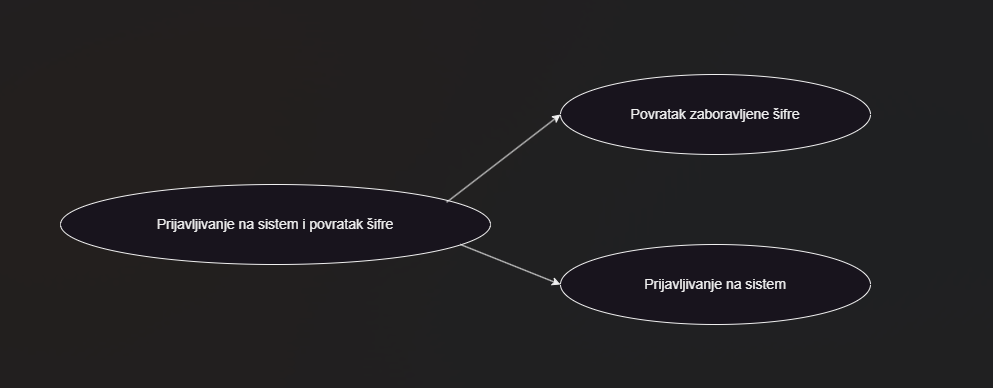 Povratak zaboravljene šifre
Prijavljivanje na sistem i povratak šifre
Prijavljivanje na sistem